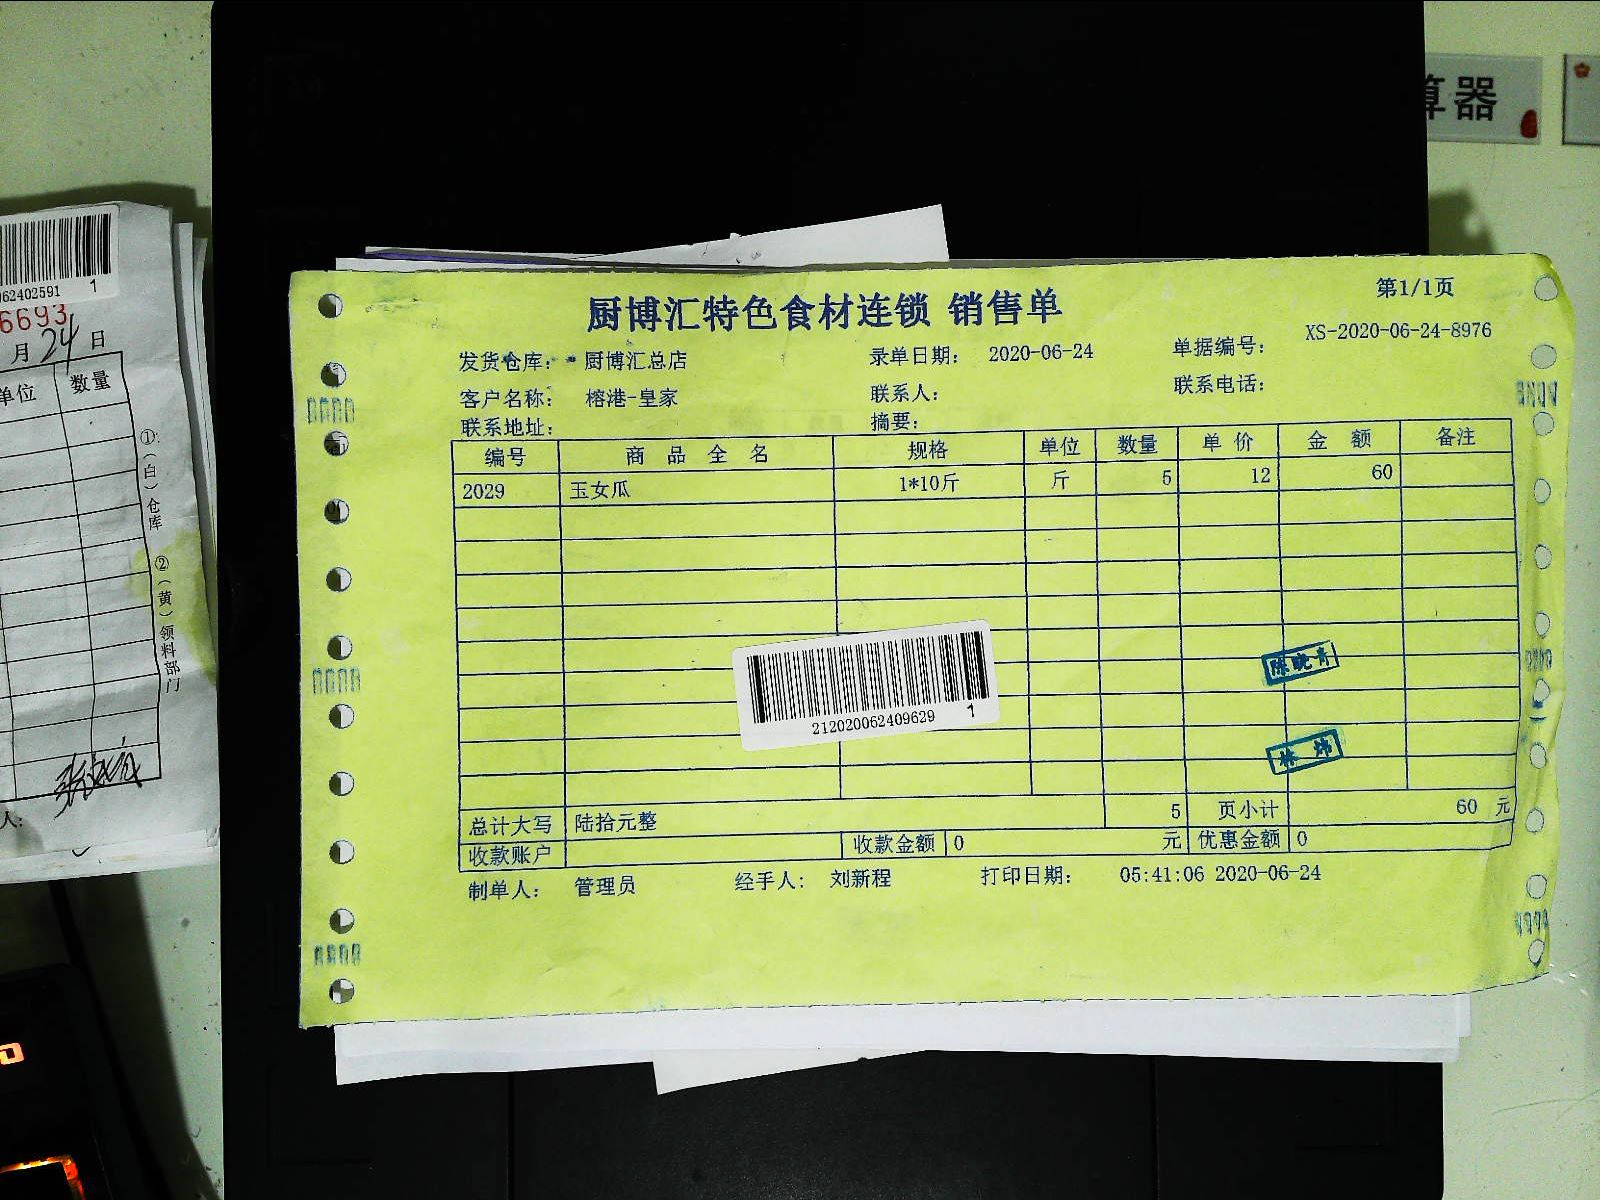 算器
062402591 1
6693
月24日
单位 数量
①(白)仓库 ②(黄)领料部门
人:
第1/1页
厨博汇特色食材连锁 销售单
发货仓库: 厨博汇总店 录单日期: 2020-06-24 单据编号: XS-2020-06-24-8976
客户名称: 榕港-皇家 联系人: 联系电话:
联系地址: 摘要:
编号 商品全名 规格 单位 数量 单价 金额 备注
2029 玉女瓜 1*10斤 斤 5 12 60
陈晓青
212020062409629 1
林炜
总计大写 陆拾元整 5 页小计 60 元
收款账户 收款金额 0 元 优惠金额 0
制单人: 管理员 经手人: 刘新程 打印日期: 05:41:06 2020-06-24